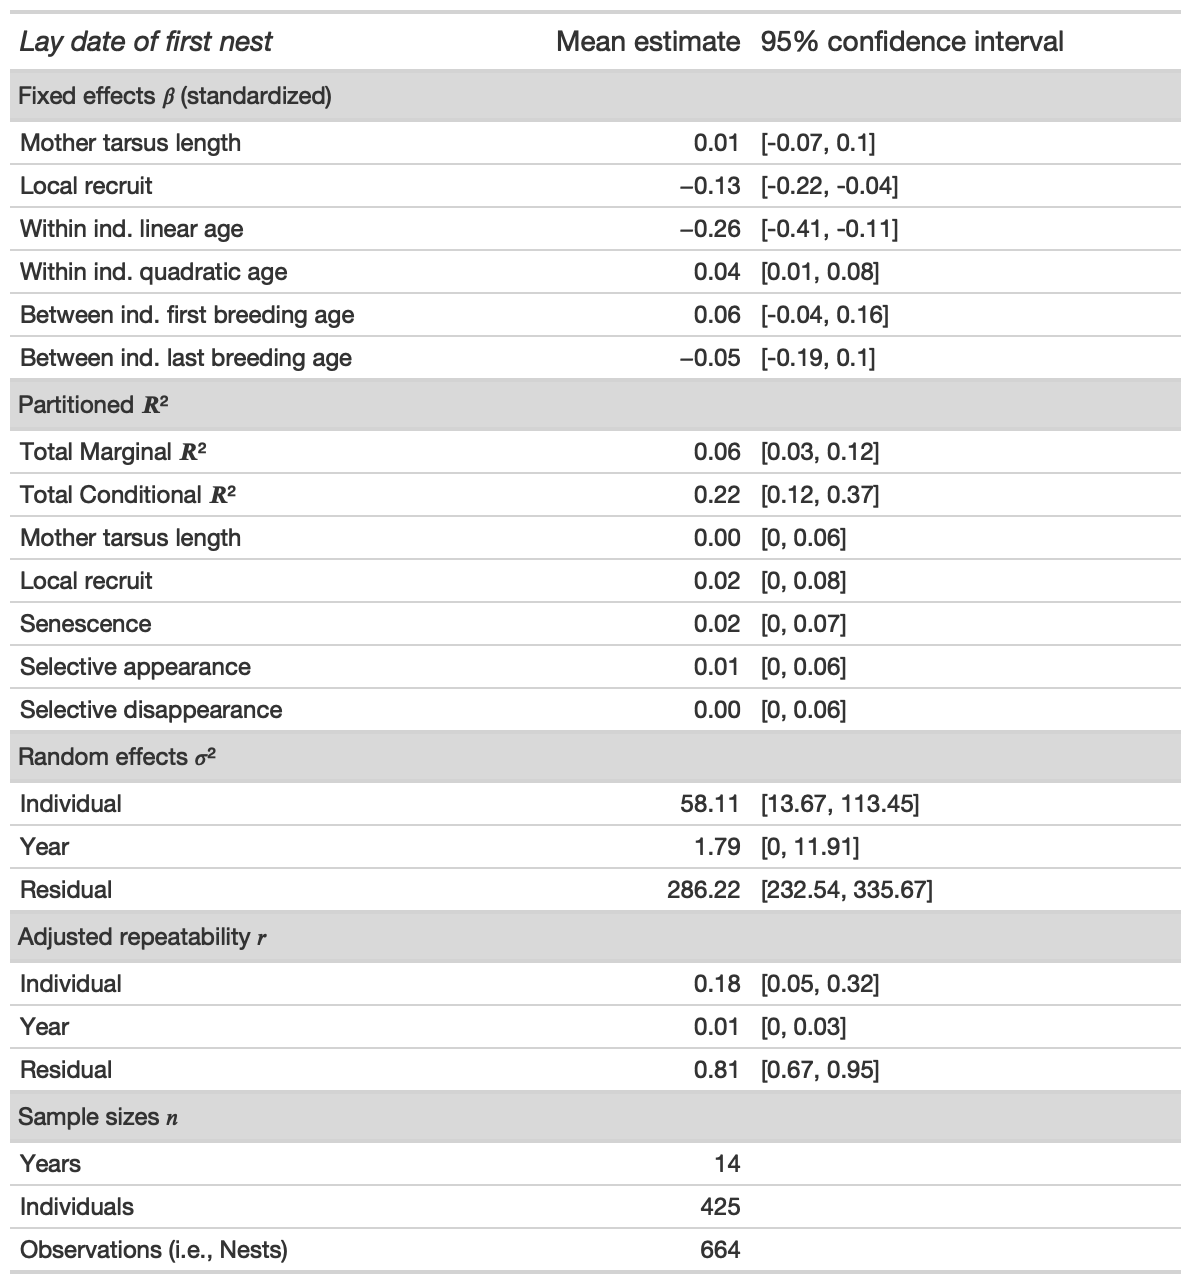 Lay date of first nest Mean estimate 95% confidence interval
Fixed effects β (standardized)
Mother tarsus length 0.01 [-0.07, 0.1]
Local recruit −0.13 [-0.22, -0.04]
Within ind. linear age −0.26 [-0.41, -0.11]
Within ind. quadratic age 0.04 [0.01, 0.08]
Between ind. first breeding age 0.06 [-0.04, 0.16]
Between ind. last breeding age −0.05 [-0.19, 0.1]
Partitioned R²
Total Marginal R² 0.06 [0.03, 0.12]
Total Conditional R² 0.22 [0.12, 0.37]
Mother tarsus length 0.00 [0, 0.06]
Local recruit 0.02 [0, 0.08]
Senescence 0.02 [0, 0.07]
Selective appearance 0.01 [0, 0.06]
Selective disappearance 0.00 [0, 0.06]
Random effects σ²
Individual 58.11 [13.67, 113.45]
Year 1.79 [0, 11.91]
Residual 286.22 [232.54, 335.67]
Adjusted repeatability r
Individual 0.18 [0.05, 0.32]
Year 0.01 [0, 0.03]
Residual 0.81 [0.67, 0.95]
Sample sizes n
Years 14
Individuals 425
Observations (i.e., Nests) 664